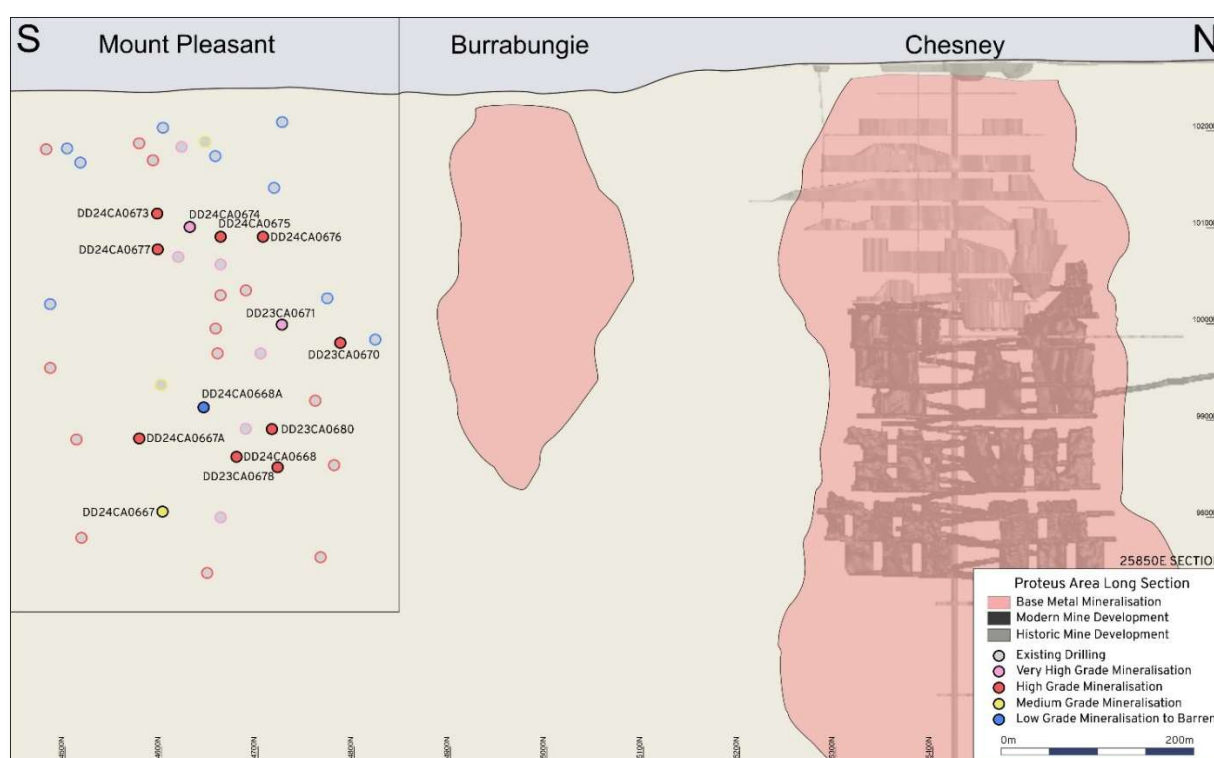 S
Mount Pleasant
Burrabungie
Chesney
N
DD24CA0673
DD24CA0674
DD24CA0675
DD24CA0676
DD24CA0677
DD23CA0671
DD23CA0670
DD24CA0668A
DD23CA0680
DD24CA0667A
DD24CA0668
DD23CA0678
DD24CA0667
25850E SECTION
Proteus Area Long Section
Base Metal Mineralisation
Modern Mine Development
Historic Mine Development
Existing Drilling
Very High Grade Mineralisation
High Grade Mineralisation
Medium Grade Mineralisation
Low Grade Mineralisation to Barren
0m
200m